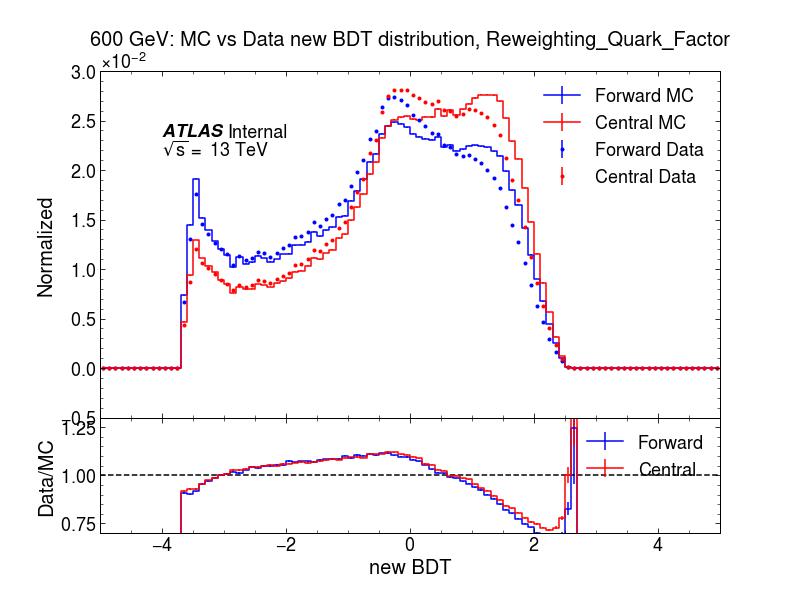 600 GeV: MC vs Data new BDT distribution, Reweighting_Quark_Factor
×10⁻²
3.0
2.5
2.0
1.5
1.0
0.5
0.0
−0.5
Normalized
ATLAS Internal
√s = 13 TeV
Forward MC
Central MC
Forward Data
Central Data
1.25
1.00
0.75
Data/MC
Forward
Central
−4
−2
0
2
4
new BDT